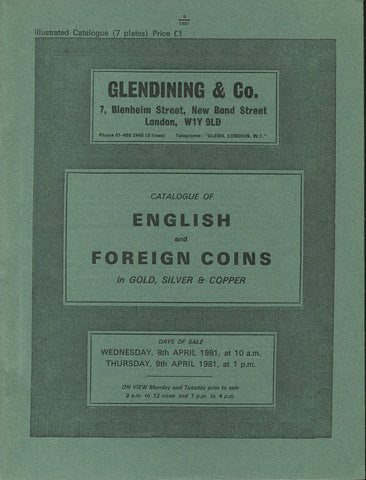 5
1981
Illustrated Catalogue (7 plates) Price £1
GLENDINING & Co.
7, Blenheim Street, New Bond Street
London, W1Y 9LD
Phone 01-493 2445 (3 lines) Telegrams: "GLENS, LONDON, W.1."
CATALOGUE OF
ENGLISH
and
FOREIGN COINS
in GOLD, SILVER & COPPER
DAYS OF SALE
WEDNESDAY, 8th APRIL 1981, at 10 a.m.
THURSDAY, 9th APRIL 1981, at 1 p.m.
ON VIEW Monday and Tuesday prior to sale
9 a.m. to 12 noon and 1 p.m. to 4 p.m.